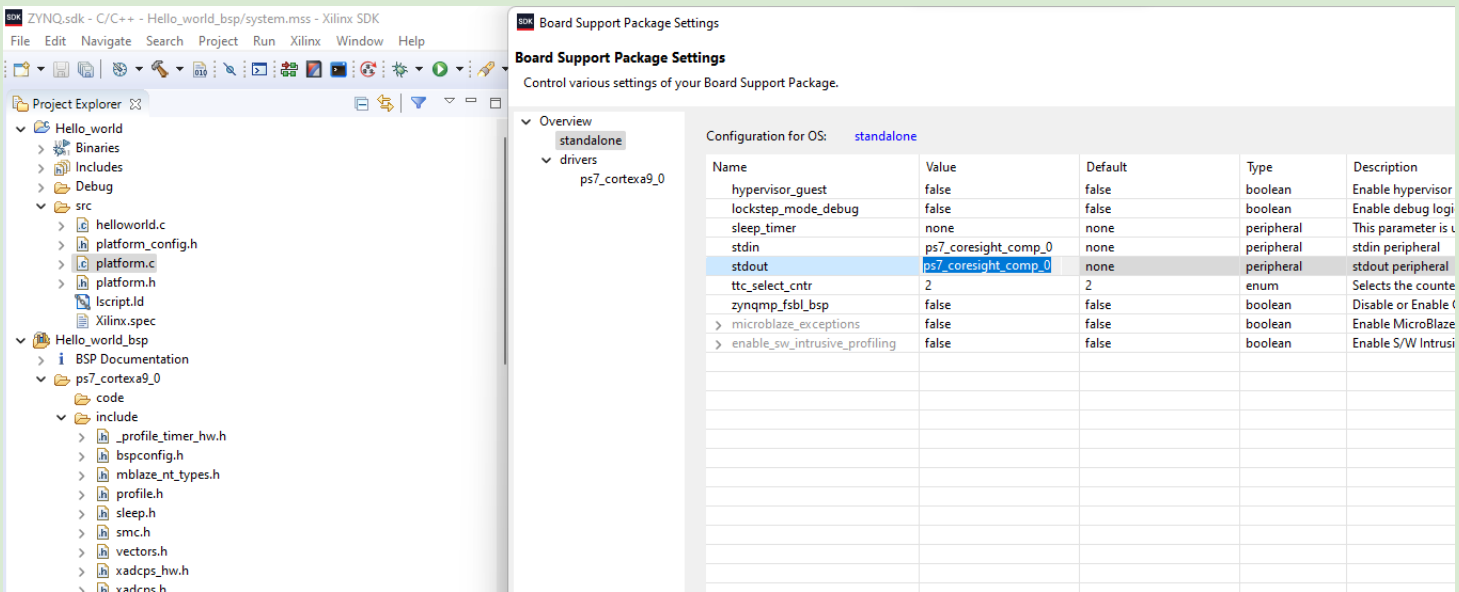 ZYNQ.sdk - C/C++ - Hello_world_bsp/system.mss - Xilinx SDK
File Edit Navigate Search Project Run Xilinx Window Help
Project Explorer
Hello_world
Binaries
Includes
Debug
src
helloworld.c
platform_config.h
platform.c
platform.h
lscript.ld
Xilinx.spec
Hello_world_bsp
BSP Documentation
ps7_cortexa9_0
code
include
_profile_timer_hw.h
bspconfig.h
mblaze_nt_types.h
profile.h
sleep.h
smc.h
vectors.h
xadcps_hw.h
xadcps.h
SDK Board Support Package Settings
Board Support Package Settings
Control various settings of your Board Support Package.
Overview
standalone
drivers
ps7_cortexa9_0
Configuration for OS: standalone
Name Value Default Type Description
hypervisor_guest false false boolean Enable hypervisor
lockstep_mode_debug false false boolean Enable debug logi
sleep_timer none none peripheral This parameter is u
stdin ps7_coresight_comp_0 none peripheral stdin peripheral
stdout ps7_coresight_comp_0 none peripheral stdout peripheral
ttc_select_cntr 2 2 enum Selects the counte
zynqmp_fsbl_bsp false false boolean Disable or Enable
microblaze_exceptions false false boolean Enable MicroBlaze
enable_sw_intrusive_profiling false false boolean Enable S/W Intrusi